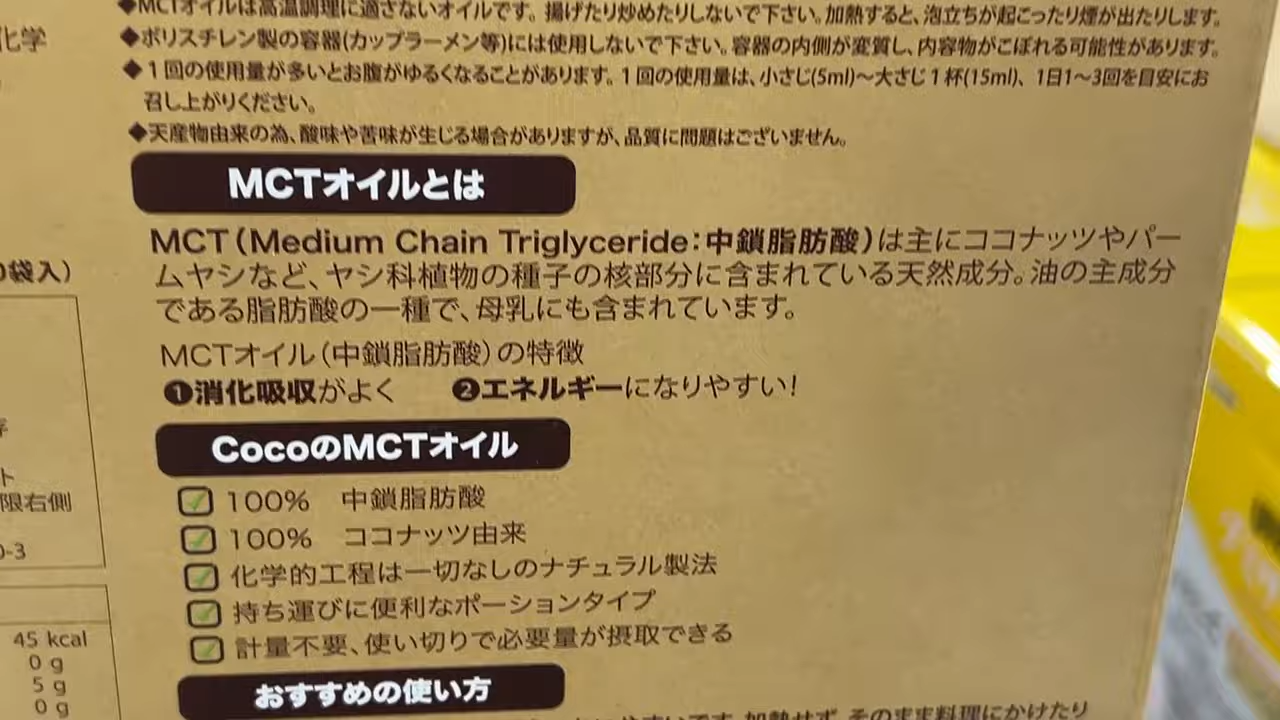 ◆MCTオイルは高温調理に適さないオイルです。揚げたり炒めたりしないで下さい。加熱すると、泡立ちが起こったり煙が出たりします。
化学
◆ポリスチレン製の容器(カップラーメン等)には使用しないで下さい。容器の内側が変質し、内容物がこぼれる可能性があります。
◆1回の使用量が多いとお腹がゆるくなることがあります。1回の使用量は、小さじ(5ml)〜大さじ1杯(15ml)、1日1〜3回を目安にお
召し上がりください。
◆天産物由来の為、酸味や苦味が生じる場合がありますが、品質に問題はございません。
MCTオイルとは
MCT(Medium Chain Triglyceride:中鎖脂肪酸)は主にココナッツやパー
ムヤシなど、ヤシ科植物の種子の核部分に含まれている天然成分。油の主成分
である脂肪酸の一種で、母乳にも含まれています。
袋入)
MCTオイル(中鎖脂肪酸)の特徴
❶消化吸収がよく ❷エネルギーになりやすい!
CocoのMCTオイル
☑100% 中鎖脂肪酸
☑100% ココナッツ由来
☑化学的工程は一切なしのナチュラル製法
☑持ち運びに便利なポーションタイプ
☑計量不要、使い切りで必要量が摂取できる
ト
限右側
0-3
45 kcal
0 g
5 g
0 g
おすすめの使い方
加熱せず、そのまま料理にかけたり